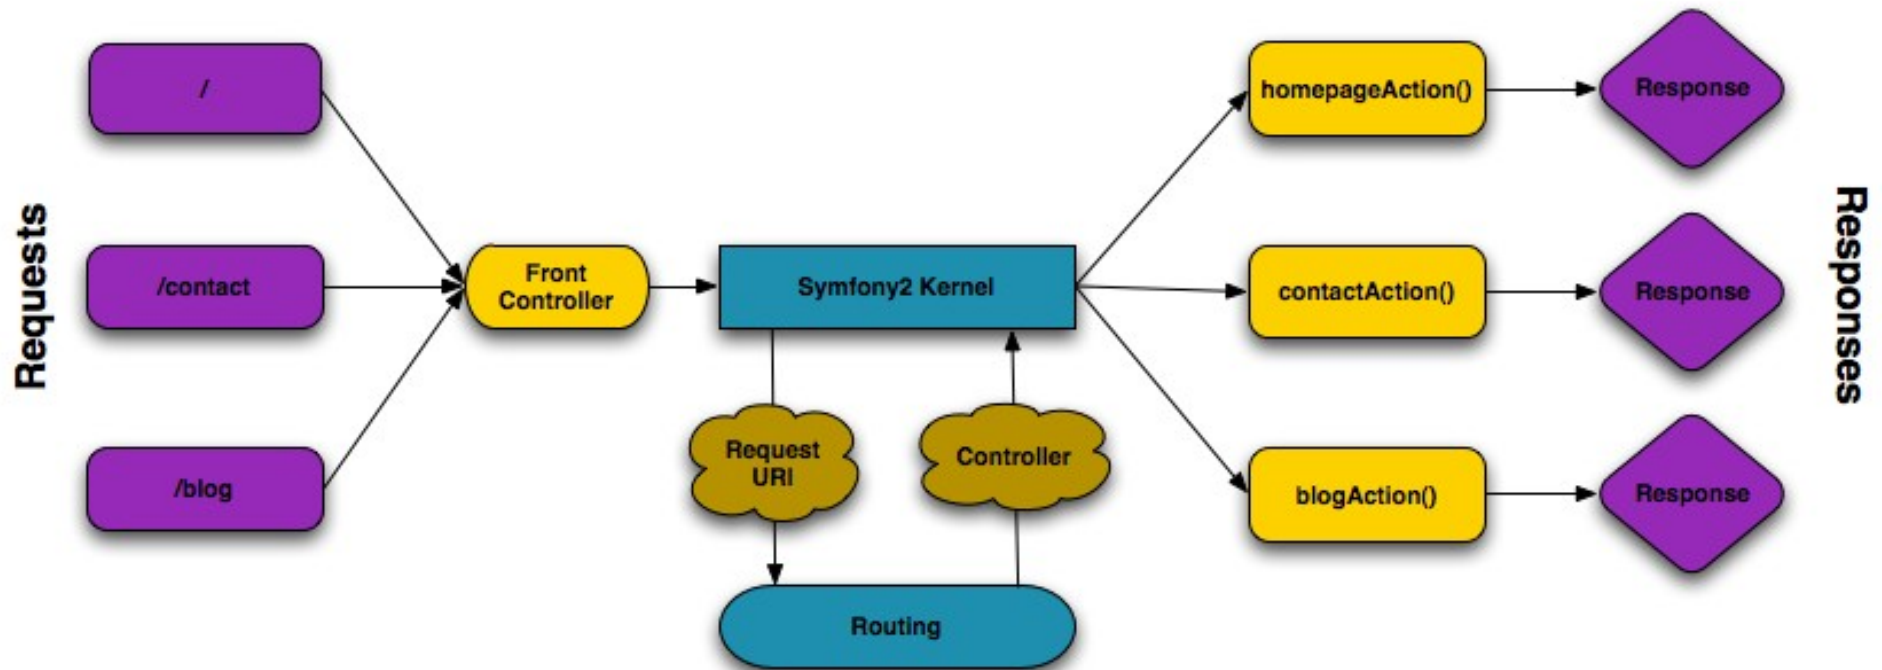 Requests
/
/contact
/blog
Front
Controller
Symfony2 Kernel
Request
URI
Controller
Routing
homepageAction()
contactAction()
blogAction()
Response
Response
Response
Responses